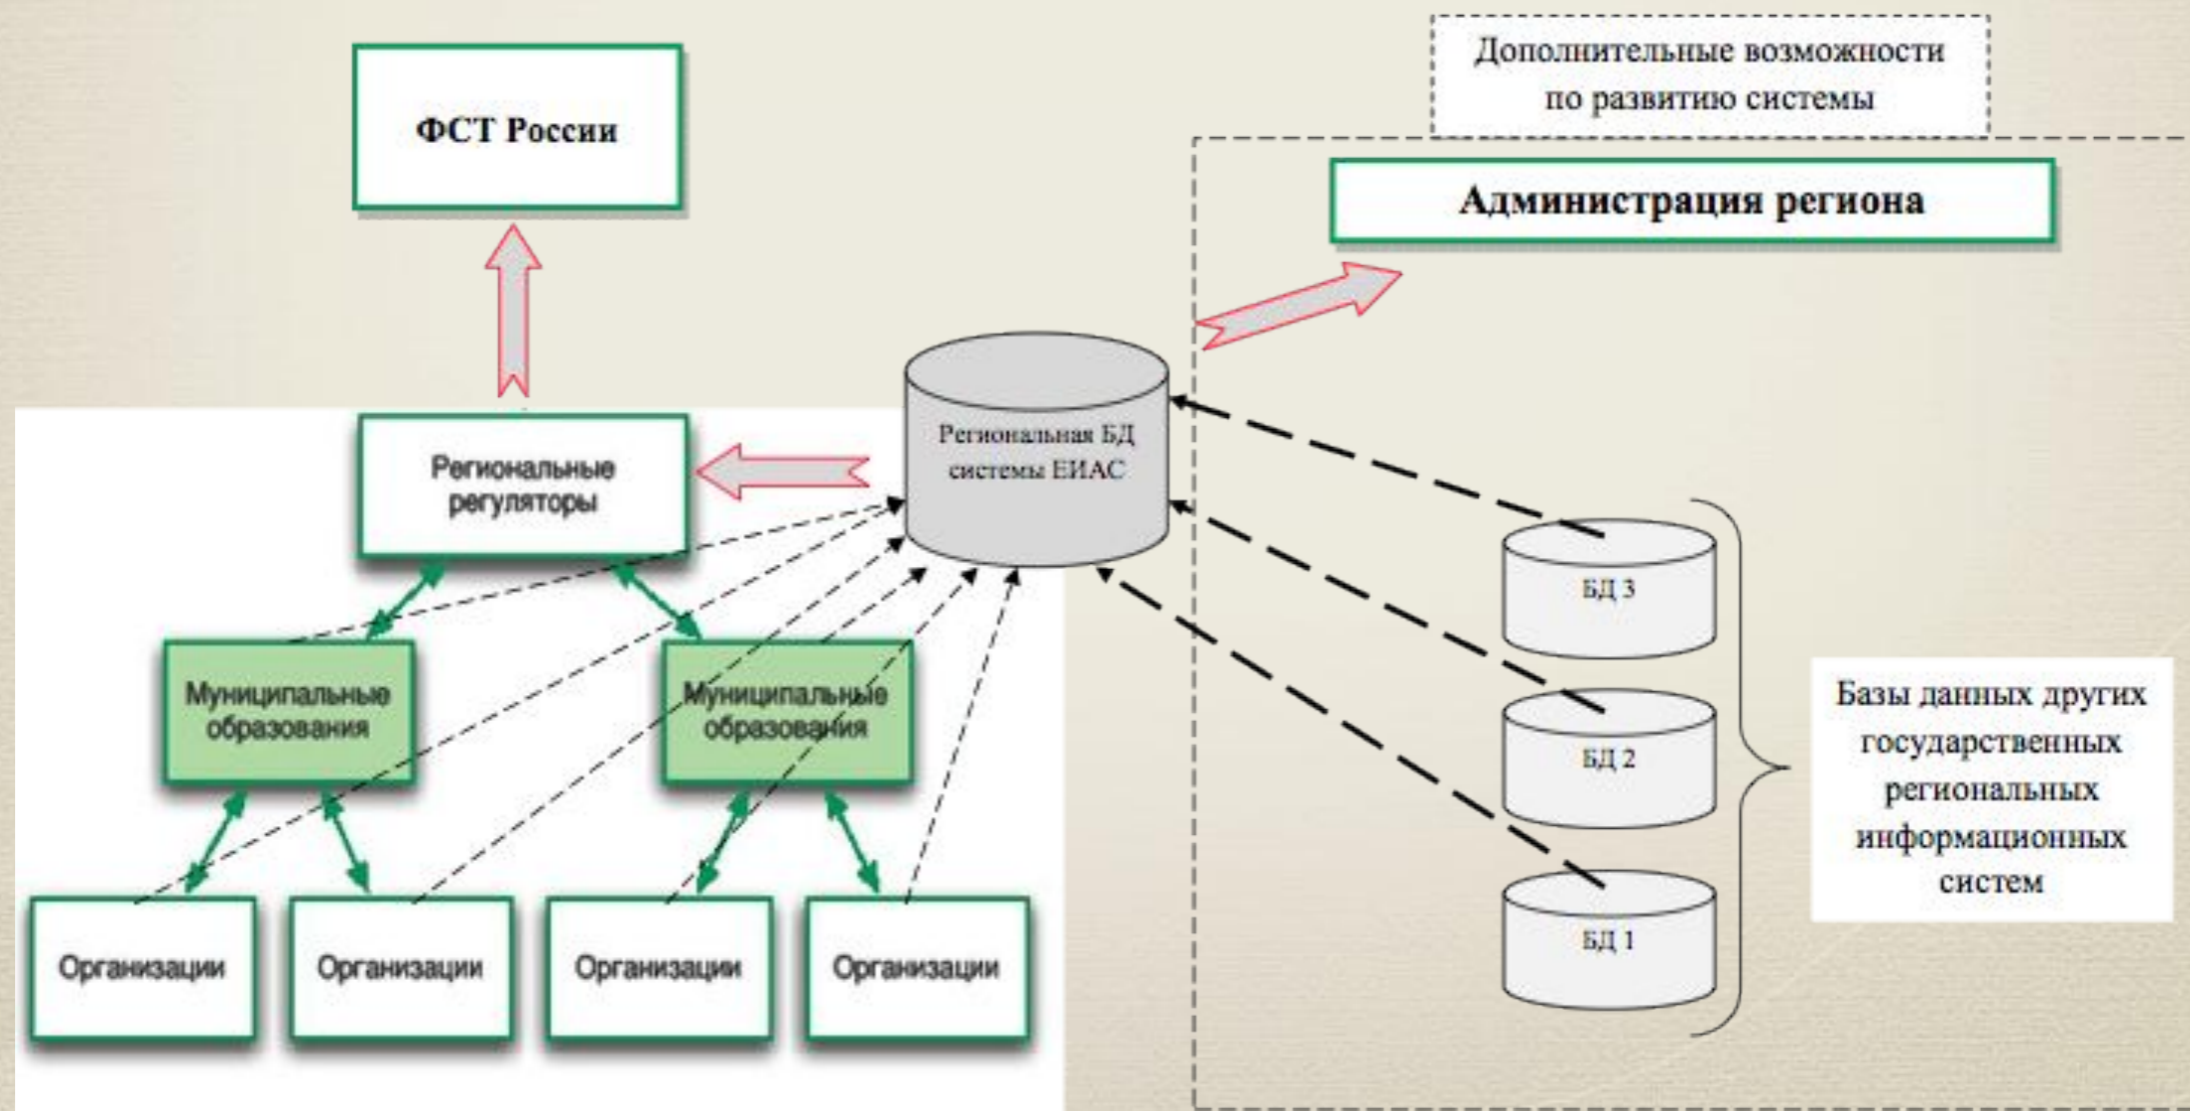 Дополнительные возможности
по развитию системы
ФСТ России
Администрация региона
Региональная БД
системы ЕИАС
Региональные
регуляторы
БД 3
Муниципальные
образования
Муниципальные
образования
БД 2
Базы данных других
государственных
региональных
информационных
систем
БД 1
Организации
Организации
Организации
Организации